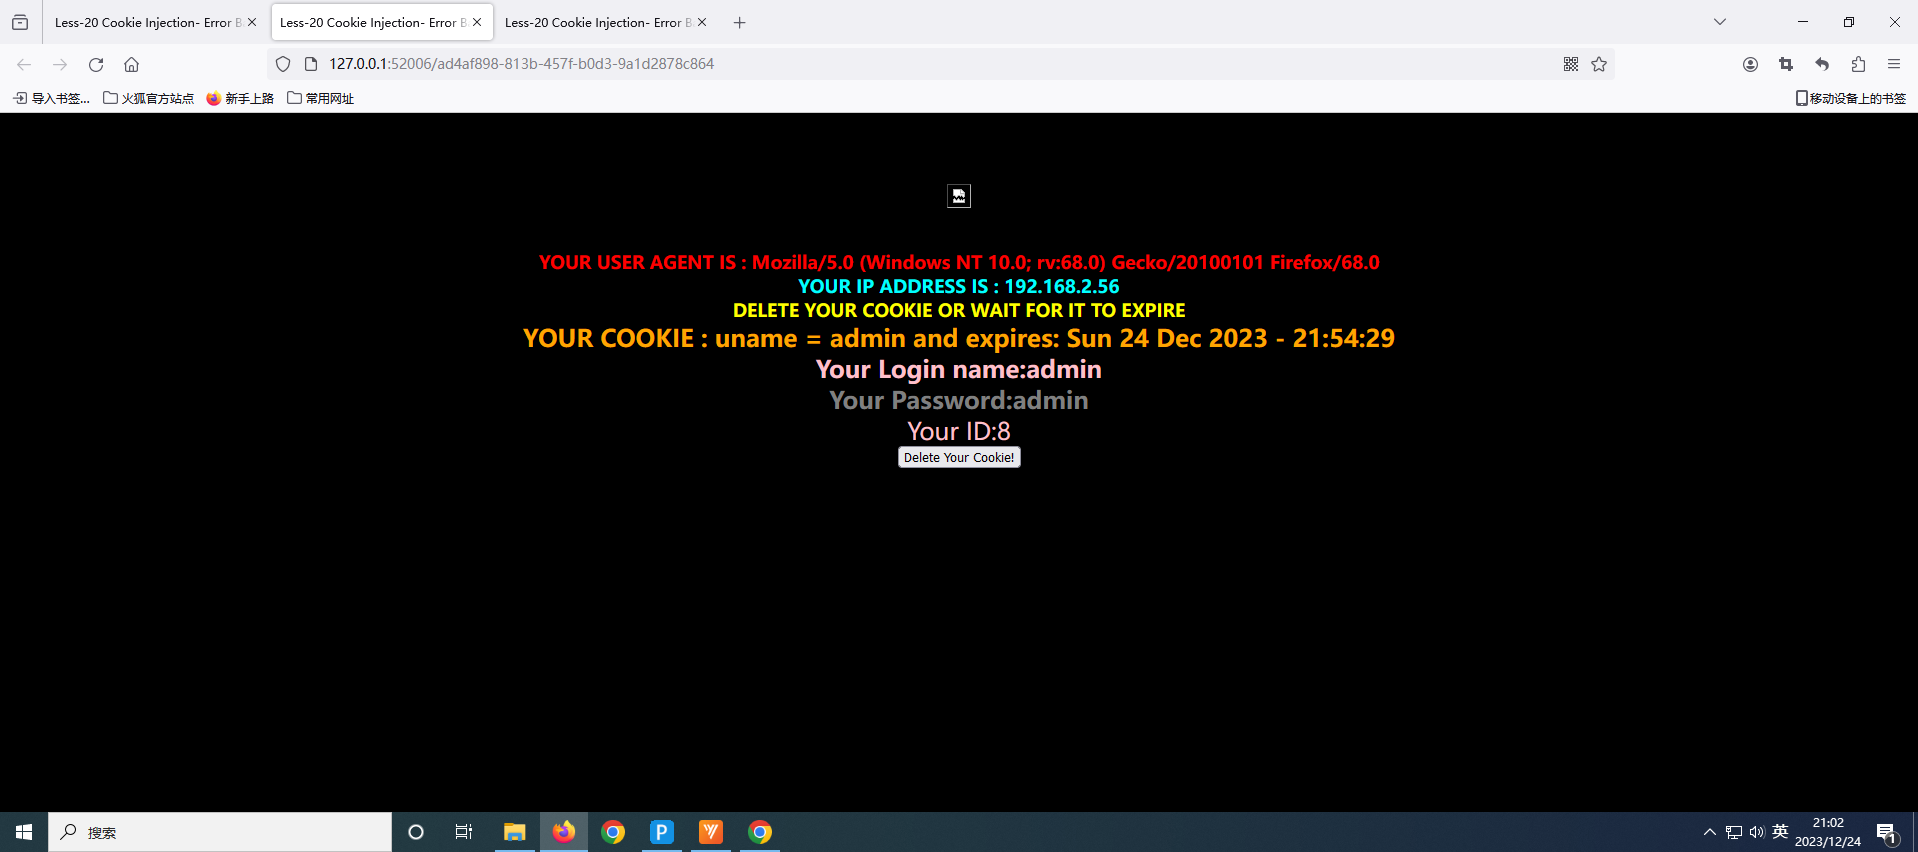 Less-20 Cookie Injection- Error B
Less-20 Cookie Injection- Error B
Less-20 Cookie Injection- Error B
127.0.0.1:52006/ad4af898-813b-457f-b0d3-9a1d2878c864
导入书签... 火狐官方站点 新手上路 常用网址 移动设备上的书签
YOUR USER AGENT IS : Mozilla/5.0 (Windows NT 10.0; rv:68.0) Gecko/20100101 Firefox/68.0
YOUR IP ADDRESS IS : 192.168.2.56
DELETE YOUR COOKIE OR WAIT FOR IT TO EXPIRE
YOUR COOKIE : uname = admin and expires: Sun 24 Dec 2023 - 21:54:29
Your Login name:admin
Your Password:admin
Your ID:8
Delete Your Cookie!
搜索
P
英
21:02
2023/12/24
1